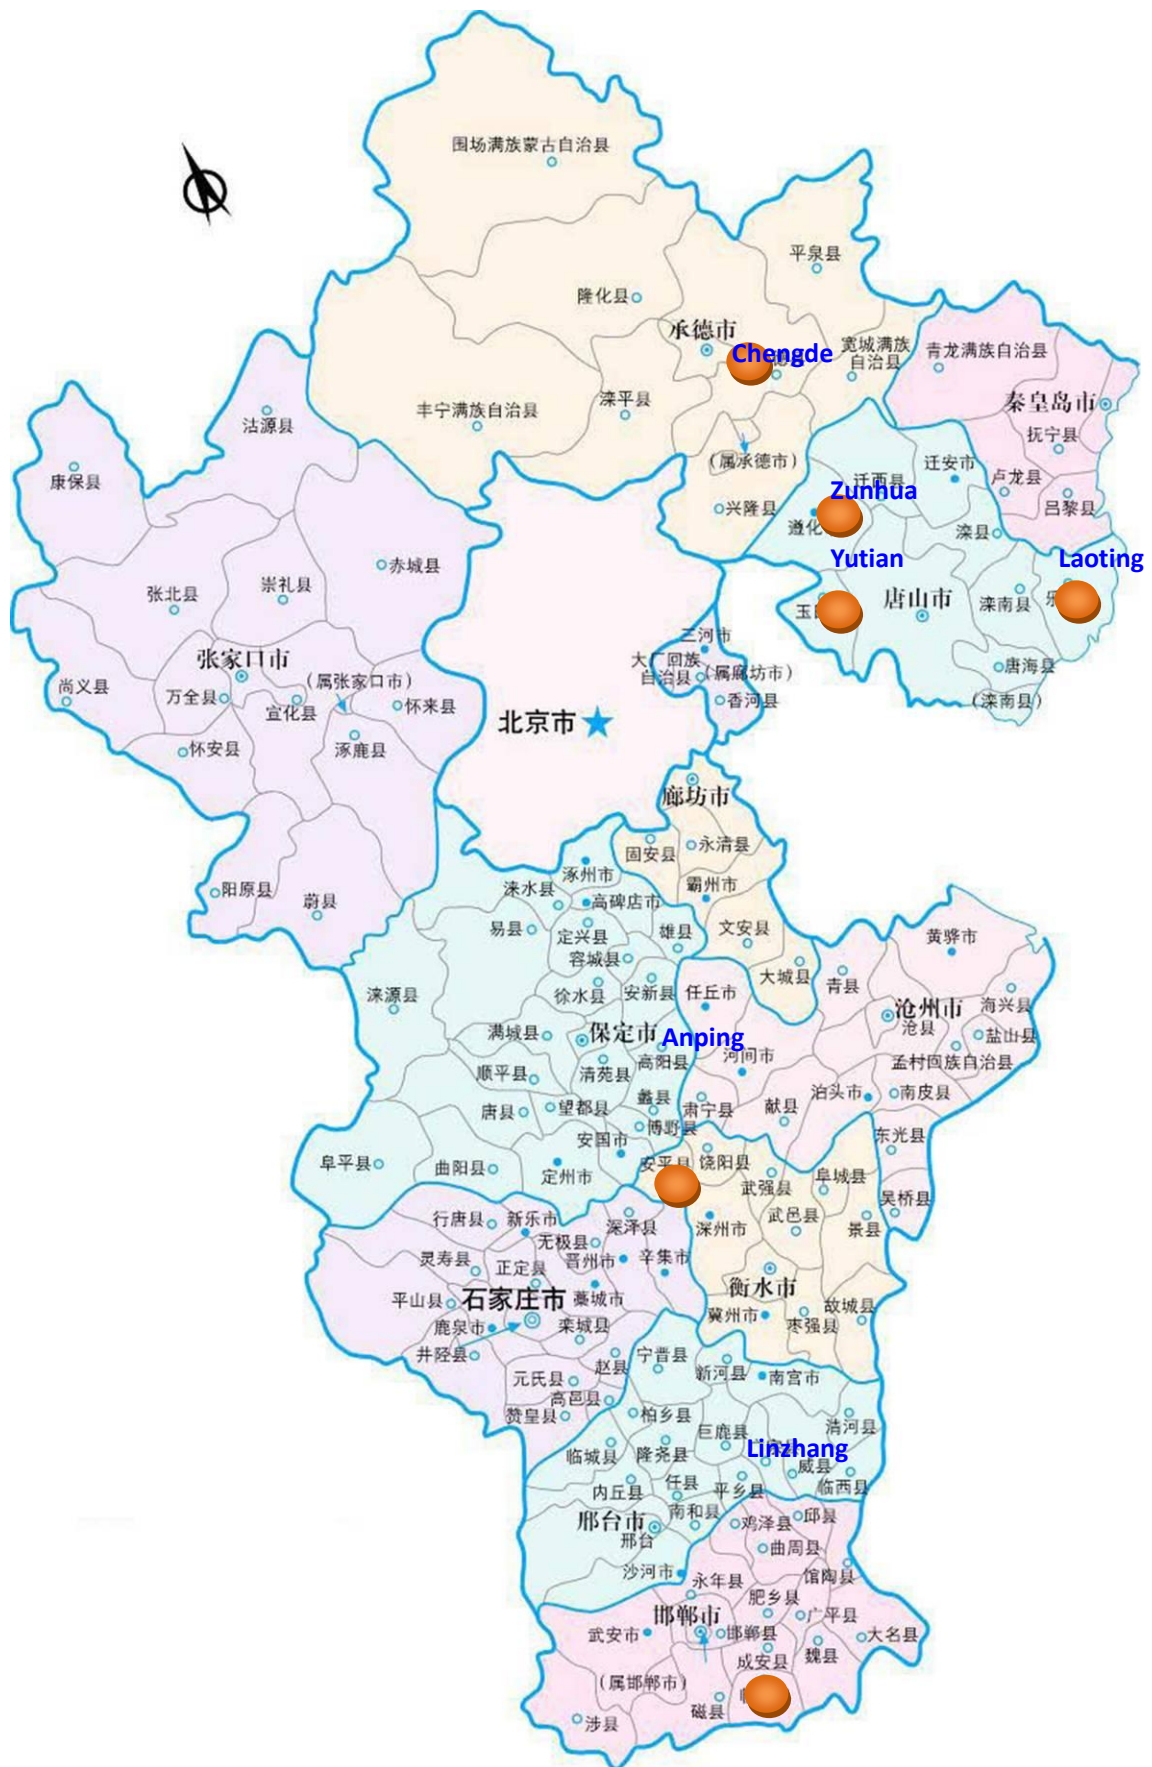 围场满族蒙古自治县
平泉县
隆化县
承德市
Chengde
宽城满族
自治县
青龙满族自治县
秦皇岛市
丰宁满族自治县
滦平县
沽源县
抚宁县
(属承德市)
迁西县
迁安市
卢龙县
康保县
Zunhua
昌黎县
兴隆县
遵化
滦县
赤城县
Yutian
Laoting
张北县
崇礼县
唐山市
滦南县
乐
玉田
三河市
张家口市
大厂回族
自治县
(属廊坊市)
唐海县
尚义县
万全县
(属张家口市)
宣化县
怀来县
香河县
(滦南县)
北京市
怀安县
涿鹿县
廊坊市
固安县
永清县
涿州市
阳原县
蔚县
涞水县
高碑店市
霸州市
易县
定兴县
雄县
文安县
黄骅市
容城县
大城县
青县
涞源县
徐水县
安新县
任丘市
沧州市
海兴县
沧县
满城县
保定市
Anping
盐山县
高阳县
河间市
孟村回族自治县
顺平县
清苑县
泊头市
南皮县
唐县
望都县
蠡县
肃宁县
献县
博野县
东光县
安国市
阜平县
曲阳县
定州市
安平县
饶阳县
武强县
阜城县
吴桥县
行唐县
新乐市
深泽县
深州市
武邑县
景县
无极县
灵寿县
正定县
晋州市
辛集市
衡水市
平山县
石家庄市
藁城市
冀州市
枣强县
故城县
鹿泉市
栾城县
井陉县
赵县
宁晋县
新河县
南宫市
元氏县
高邑县
赞皇县
柏乡县
巨鹿县
清河县
临城县
隆尧县
Linzhang
威县
内丘县
任县
平乡县
临西县
邢台市
南和县
鸡泽县
邱县
邢台
曲周县
沙河市
永年县
馆陶县
肥乡县
邯郸市
广平县
武安市
邯郸县
大名县
成安县
魏县
(属邯郸市)
磁县
涉县